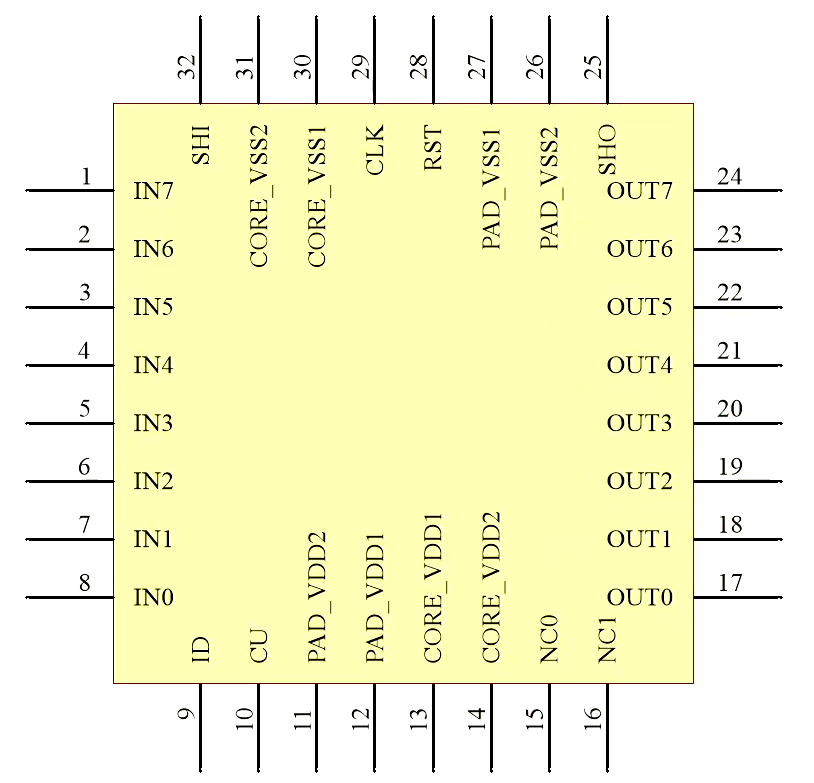 32 31 30 29 28 27 26 25
SHI CORE_VSS2 CORE_VSS1 CLK RST PAD_VSS1 PAD_VSS2 SHO
1 IN7 OUT7 24
2 IN6 OUT6 23
3 IN5 OUT5 22
4 IN4 OUT4 21
5 IN3 OUT3 20
6 IN2 OUT2 19
7 IN1 OUT1 18
8 IN0 OUT0 17
ID CU PAD_VDD2 PAD_VDD1 CORE_VDD1 CORE_VDD2 NC0 NC1
9 10 11 12 13 14 15 16